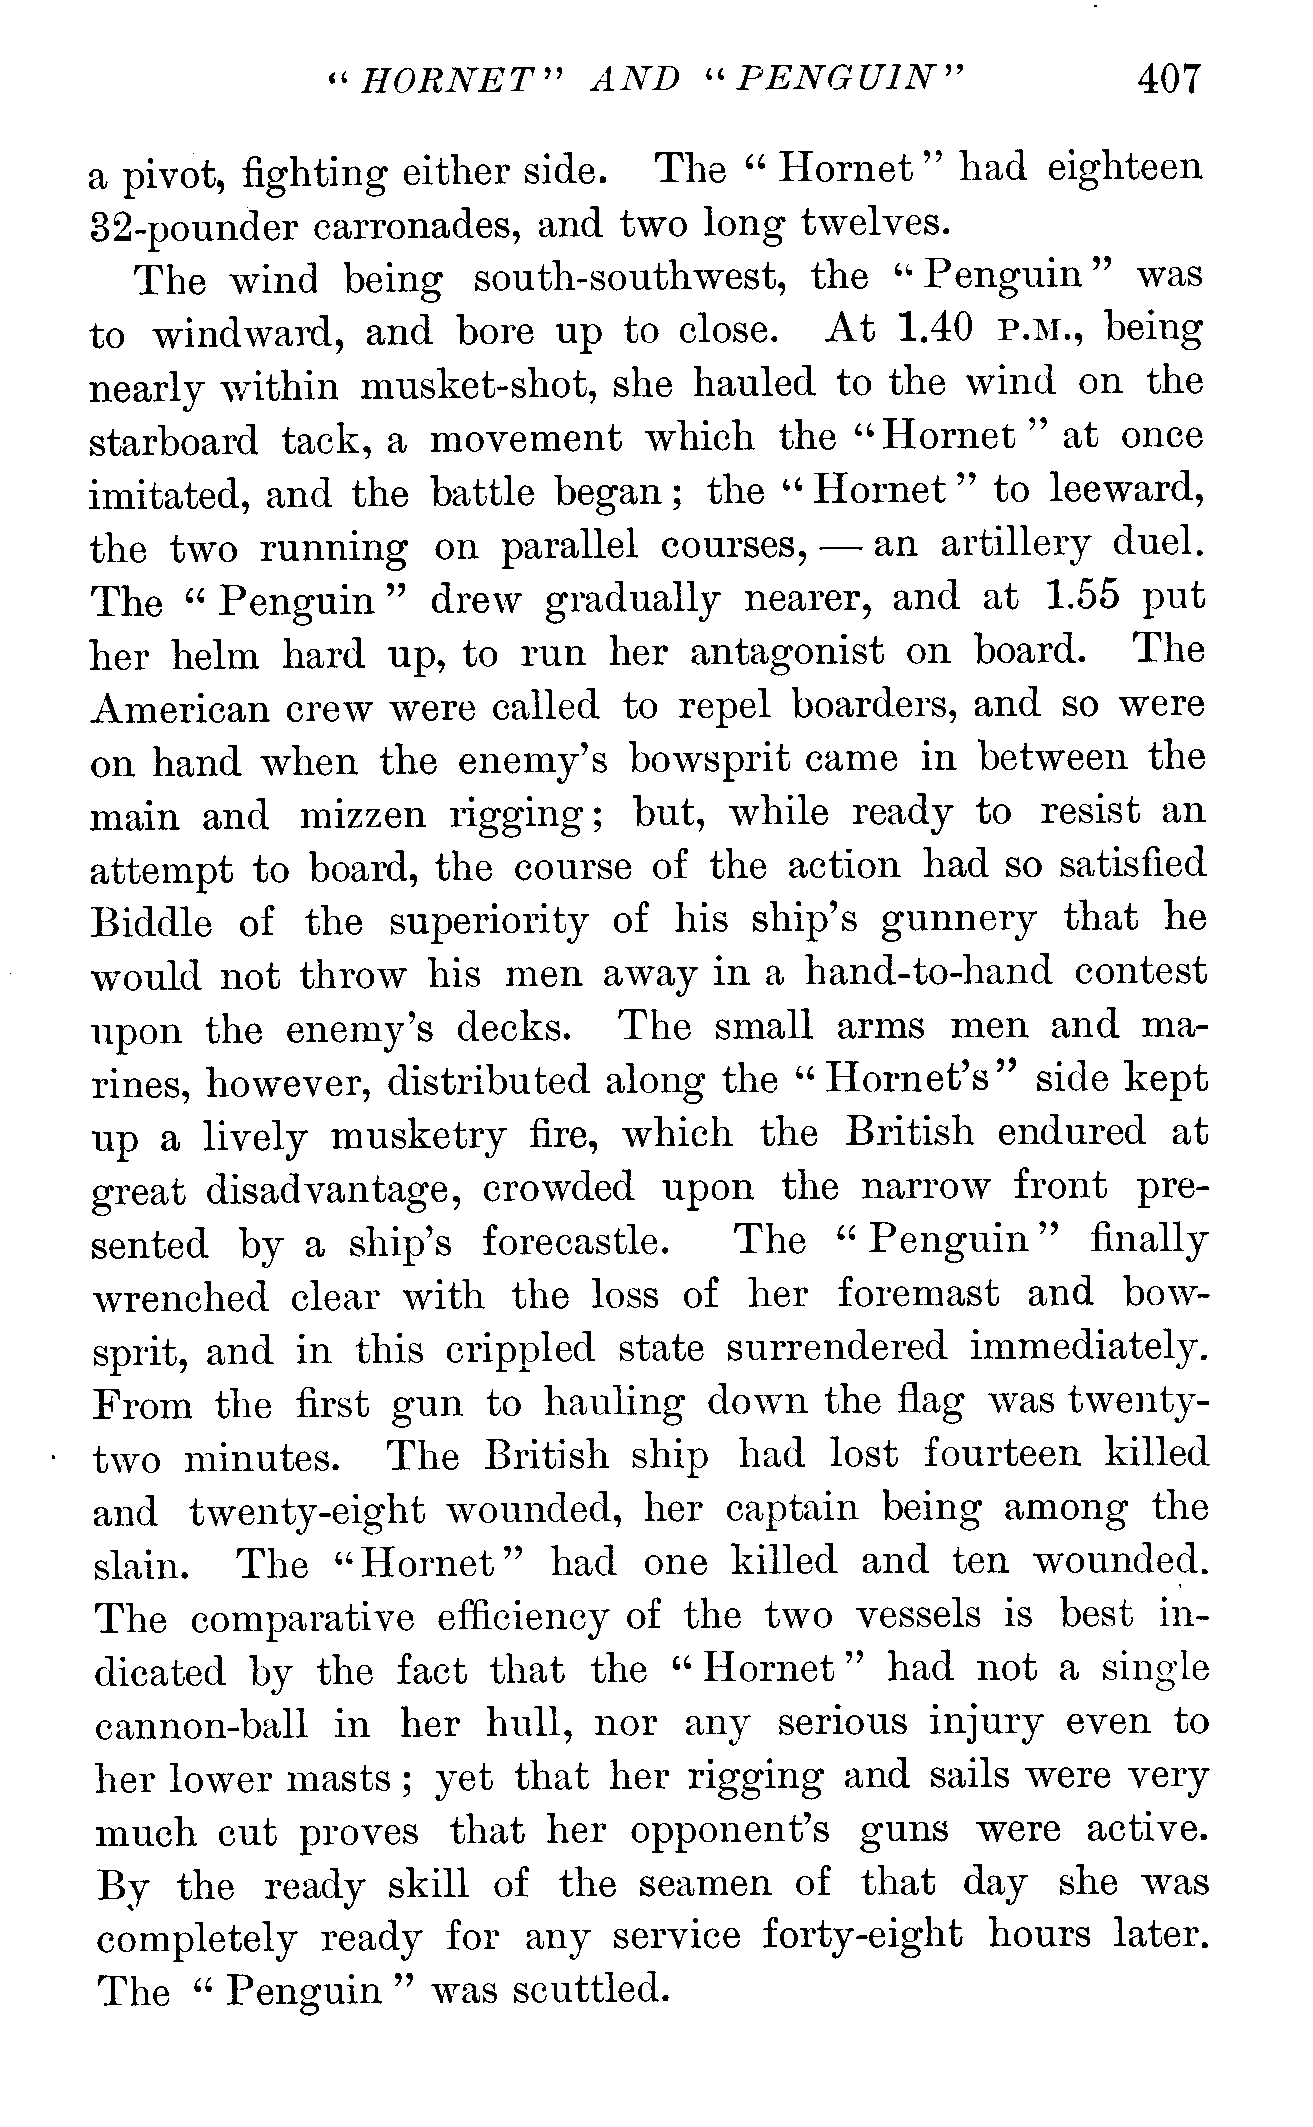 "HORNET" AND "PENGUIN" 407
a pivot, fighting either side. The "Hornet" had eighteen
32-pounder carronades, and two long twelves.
The wind being south-southwest, the "Penguin" was
to windward, and bore up to close. At 1.40 P.M., being
nearly within musket-shot, she hauled to the wind on the
starboard tack, a movement which the "Hornet" at once
imitated, and the battle began; the "Hornet" to leeward,
the two running on parallel courses, — an artillery duel.
The "Penguin" drew gradually nearer, and at 1.55 put
her helm hard up, to run her antagonist on board. The
American crew were called to repel boarders, and so were
on hand when the enemy's bowsprit came in between the
main and mizzen rigging; but, while ready to resist an
attempt to board, the course of the action had so satisfied
Biddle of the superiority of his ship's gunnery that he
would not throw his men away in a hand-to-hand contest
upon the enemy's decks. The small arms men and ma-
rines, however, distributed along the "Hornet's" side kept
up a lively musketry fire, which the British endured at
great disadvantage, crowded upon the narrow front pre-
sented by a ship's forecastle. The "Penguin" finally
wrenched clear with the loss of her foremast and bow-
sprit, and in this crippled state surrendered immediately.
From the first gun to hauling down the flag was twenty-
two minutes. The British ship had lost fourteen killed
and twenty-eight wounded, her captain being among the
slain. The "Hornet" had one killed and ten wounded.
The comparative efficiency of the two vessels is best in-
dicated by the fact that the "Hornet" had not a single
cannon-ball in her hull, nor any serious injury even to
her lower masts; yet that her rigging and sails were very
much cut proves that her opponent's guns were active.
By the ready skill of the seamen of that day she was
completely ready for any service forty-eight hours later.
The "Penguin" was scuttled.